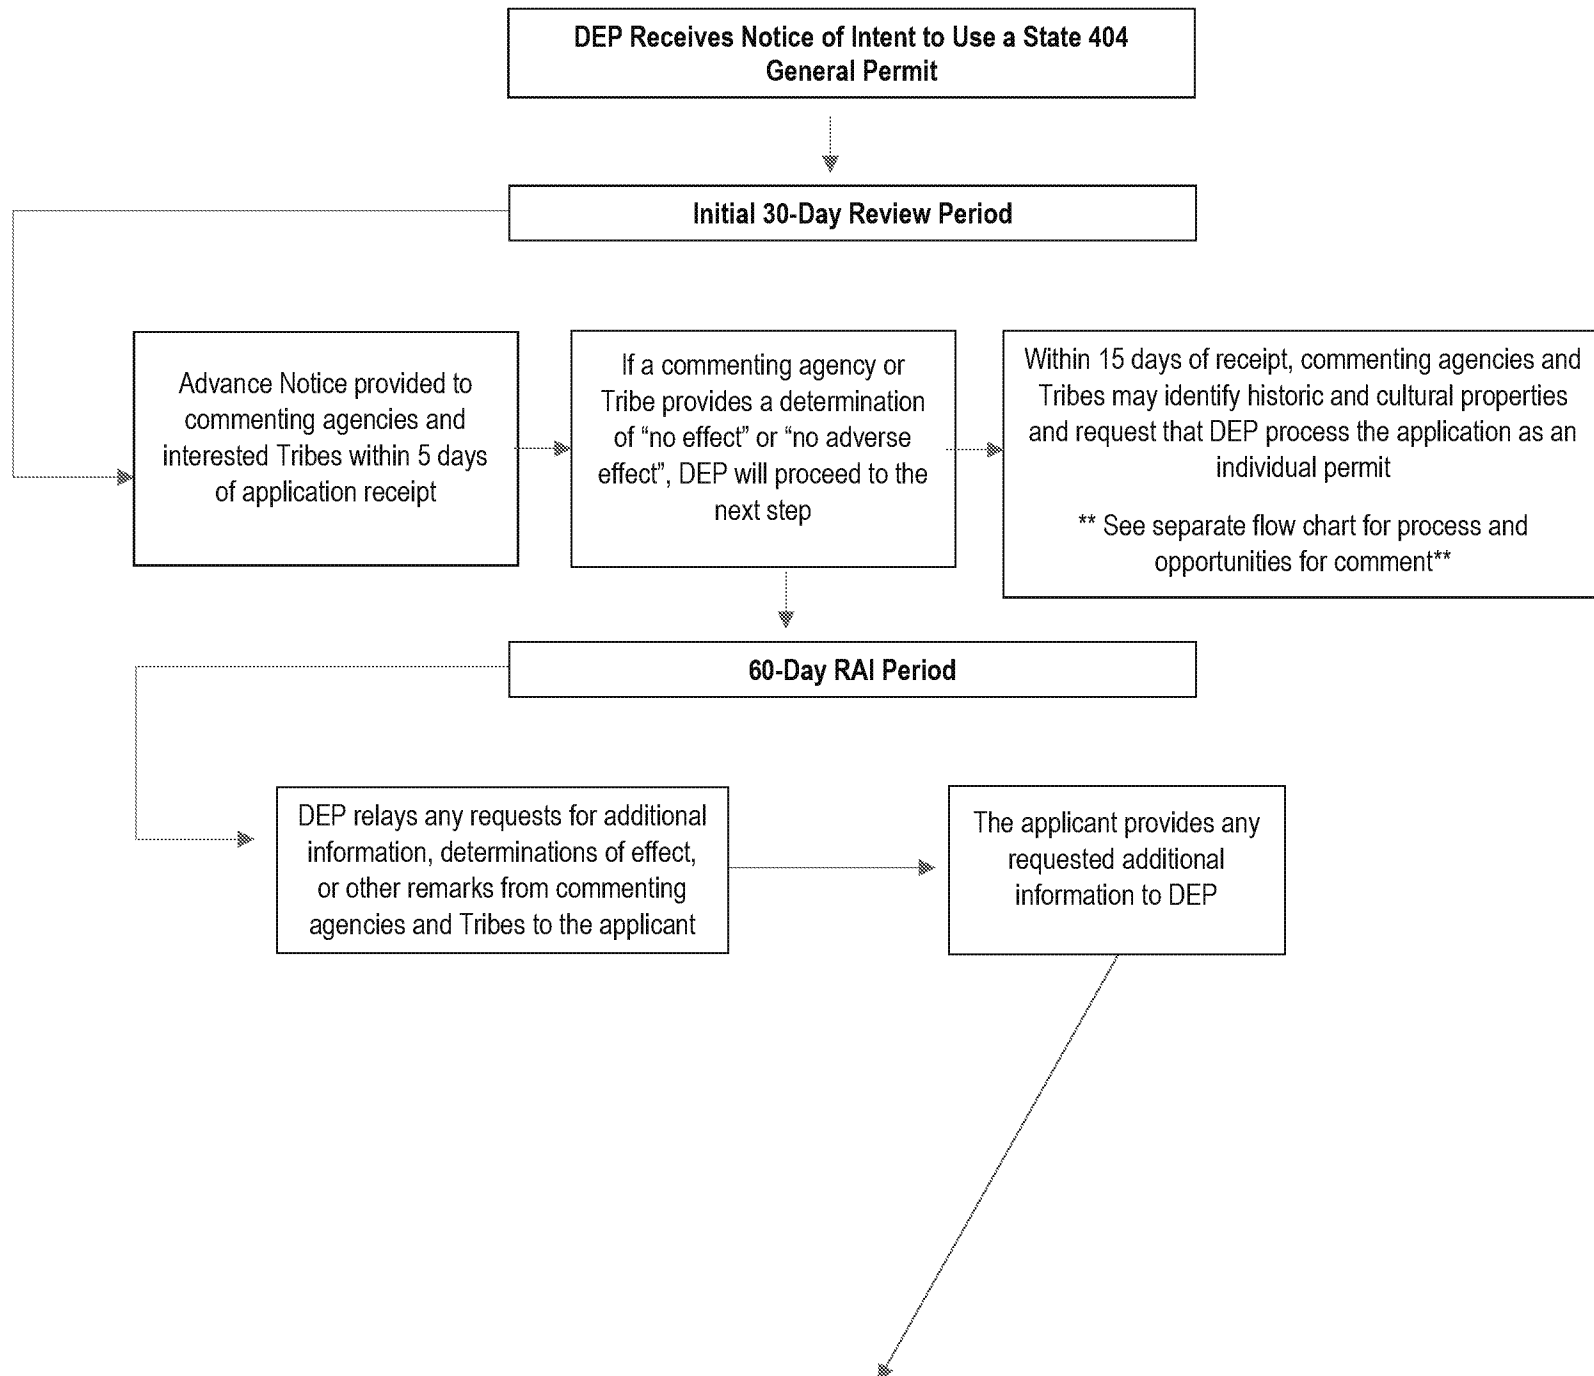 DEP Receives Notice of Intent to Use a State 404
General Permit
Initial 30-Day Review Period
Advance Notice provided to
commenting agencies and
interested Tribes within 5 days
of application receipt
If a commenting agency or
Tribe provides a determination
of “no effect” or “no adverse
effect”, DEP will proceed to the
next step
Within 15 days of receipt, commenting agencies and
Tribes may identify historic and cultural properties
and request that DEP process the application as an
individual permit
** See separate flow chart for process and
opportunities for comment**
60-Day RAI Period
DEP relays any requests for additional
information, determinations of effect,
or other remarks from commenting
agencies and Tribes to the applicant
The applicant provides any
requested additional
information to DEP